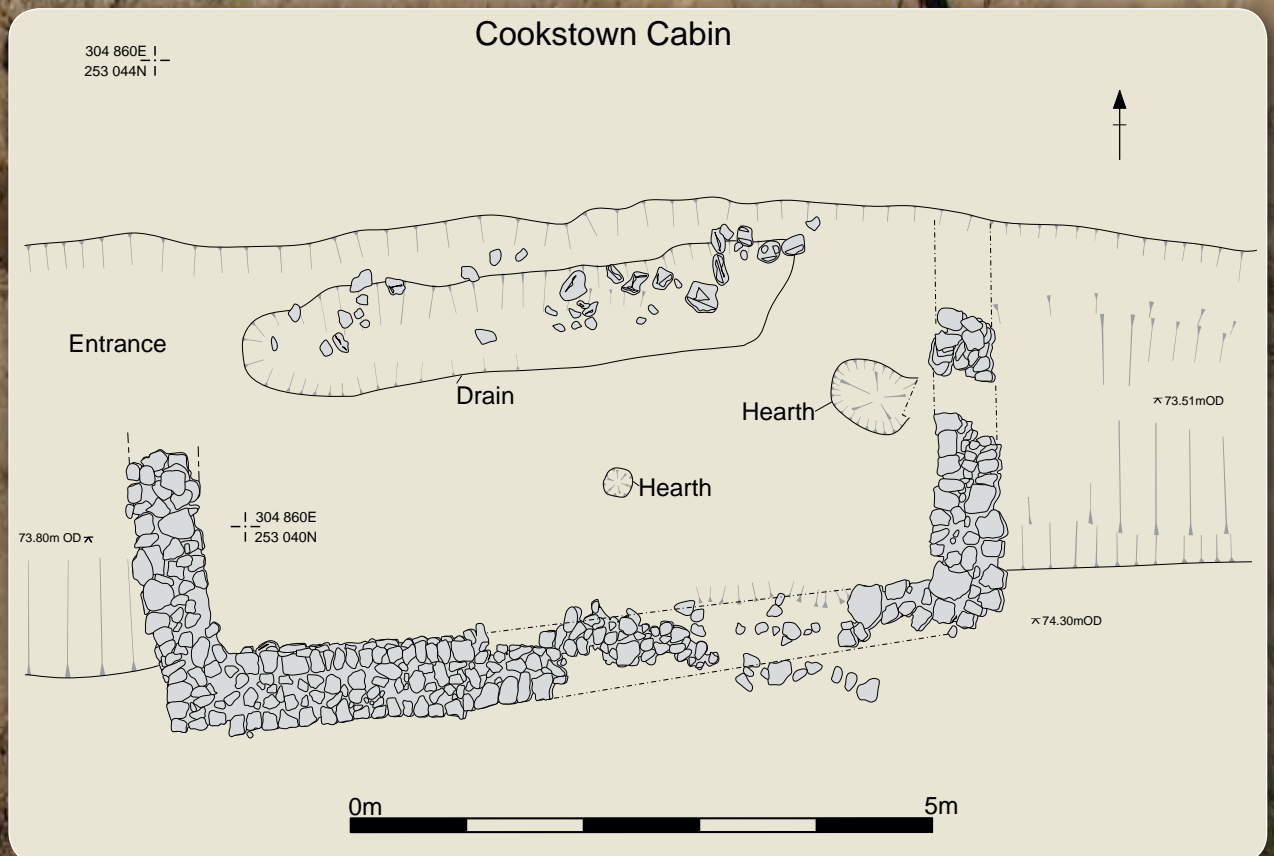 Cookstown Cabin
304 860E
253 044N
Entrance
Drain
Hearth
73.51mOD
Hearth
304 860E
253 040N
73.80m OD
74.30mOD
0m
5m